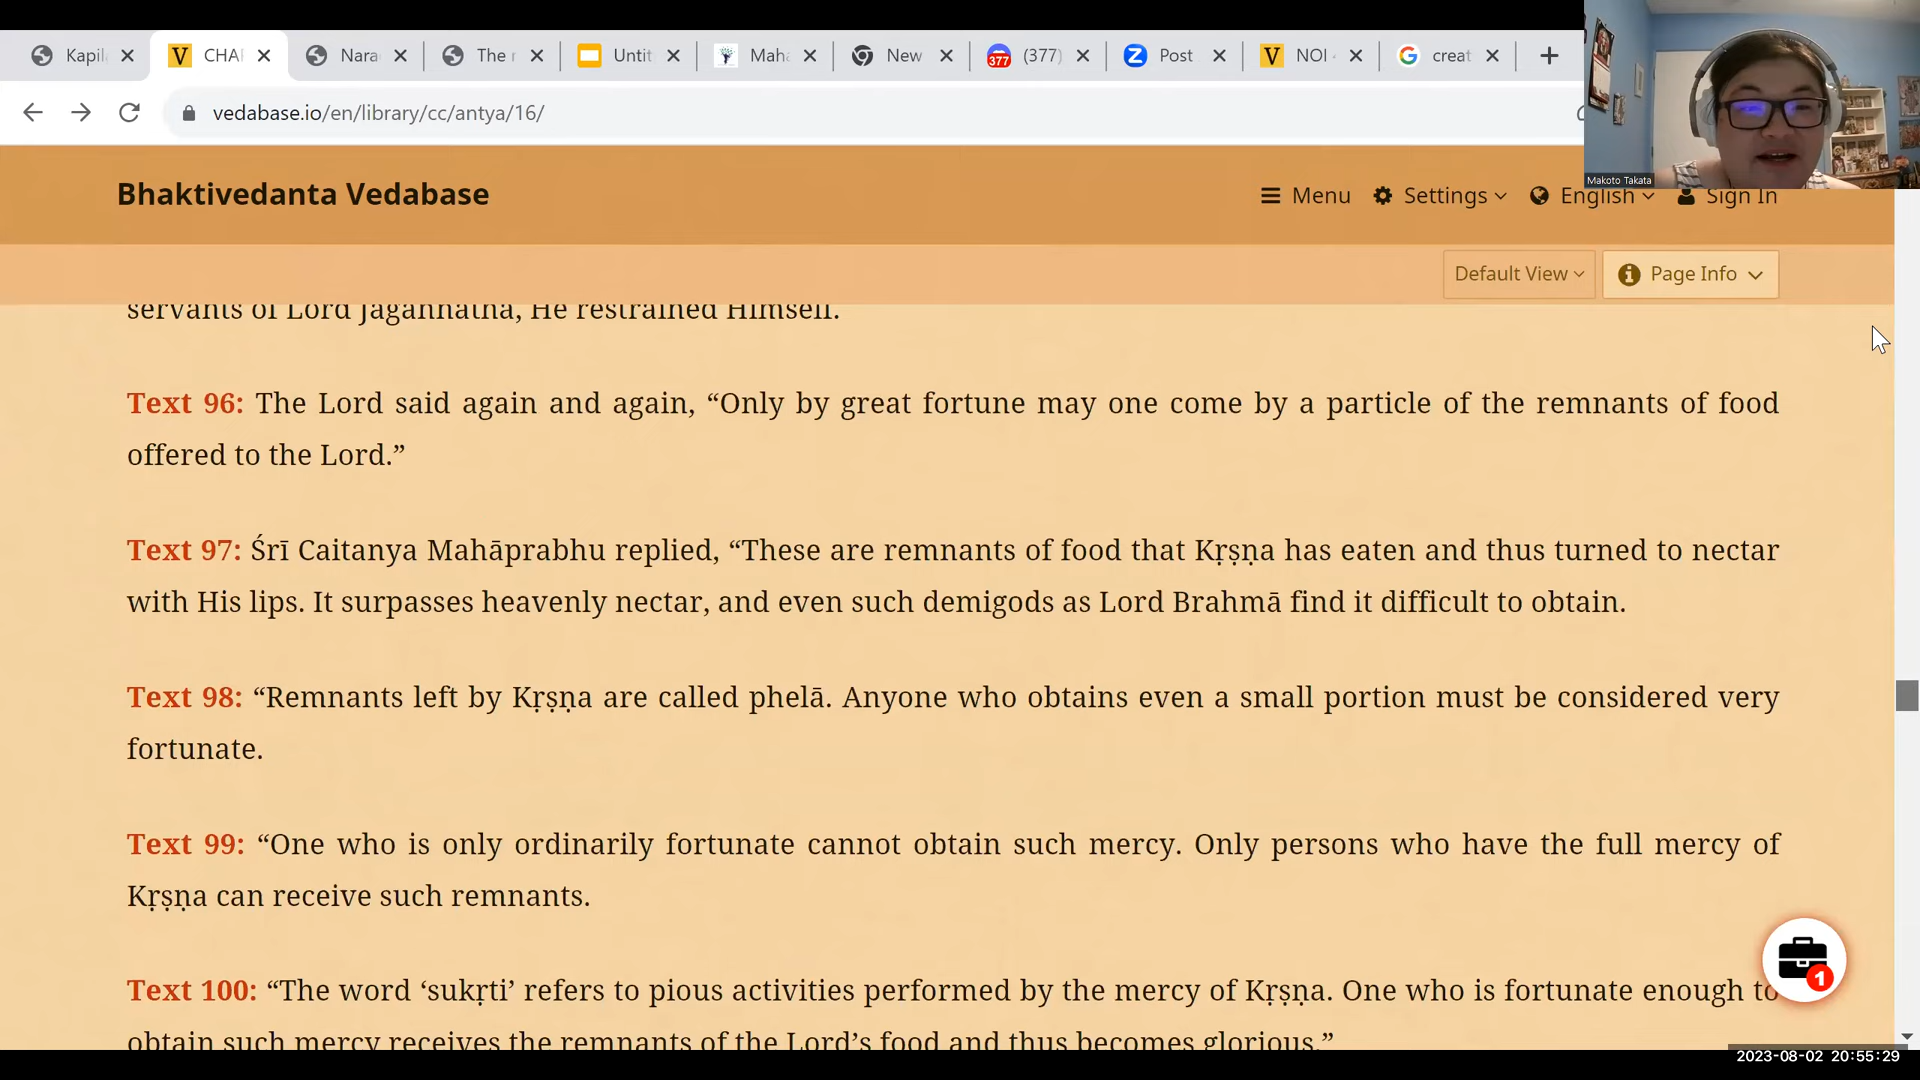 Kapil
CHAI
Nara
The r
Untit
Maha
New
(377)
377
Post
NOI
creat
vedabase.io/en/library/cc/antya/16/
Makoto Takata
Bhaktivedanta Vedabase
Menu
Settings
English
Sign In
Default View
Page Info
servants of Lord Jagannātha, He restrained Himself.
Text 96: The Lord said again and again, “Only by great fortune may one come by a particle of the remnants of food
offered to the Lord.”
Text 97: Śrī Caitanya Mahāprabhu replied, “These are remnants of food that Kṛṣṇa has eaten and thus turned to nectar
with His lips. It surpasses heavenly nectar, and even such demigods as Lord Brahmā find it difficult to obtain.
Text 98: “Remnants left by Kṛṣṇa are called phelā. Anyone who obtains even a small portion must be considered very
fortunate.
Text 99: “One who is only ordinarily fortunate cannot obtain such mercy. Only persons who have the full mercy of
Kṛṣṇa can receive such remnants.
Text 100: “The word ‘sukṛti’ refers to pious activities performed by the mercy of Kṛṣṇa. One who is fortunate enough to
obtain such mercy receives the remnants of the Lord’s food and thus becomes glorious.”
1
2023-08-02 20:55:29